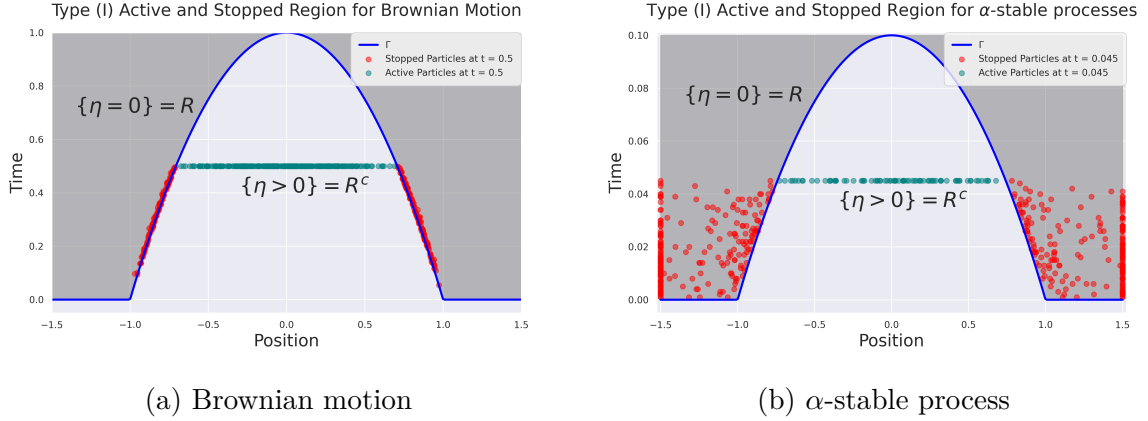 Type (I) Active and Stopped Region for Brownian Motion
Γ
Stopped Particles at t = 0.5
Active Particles at t = 0.5
{η = 0} = R
{η > 0} = Rᶜ
Time
1.0
0.8
0.6
0.4
0.2
0.0
−1.5 −1.0 −0.5 0.0 0.5 1.0 1.5
Position
(a) Brownian motion
Type (I) Active and Stopped Region for α-stable processes
Γ
Stopped Particles at t = 0.045
Active Particles at t = 0.045
{η = 0} = R
{η > 0} = Rᶜ
Time
0.10
0.08
0.06
0.04
0.02
0.00
−1.5 −1.0 −0.5 0.0 0.5 1.0 1.5
Position
(b) α-stable process